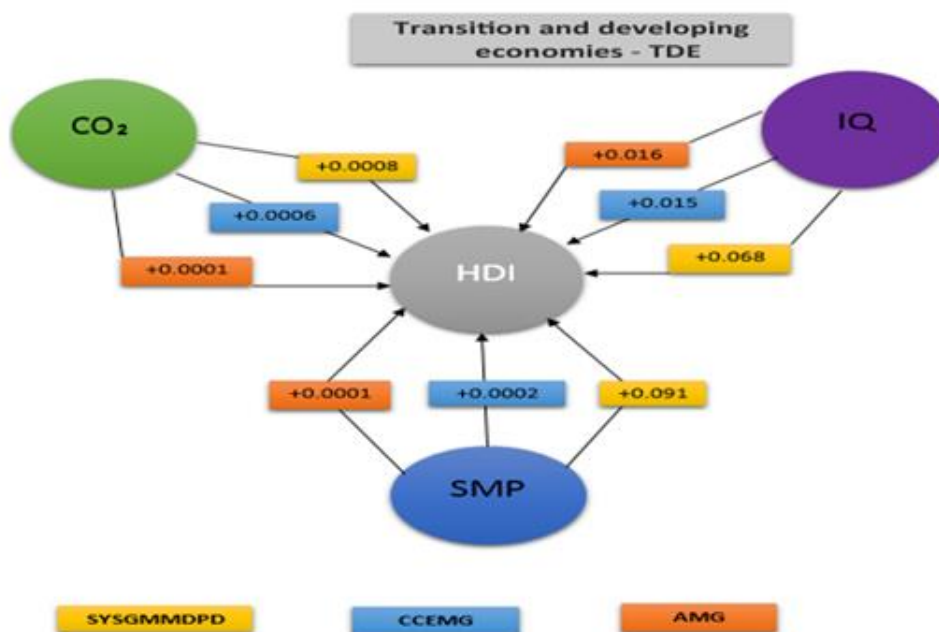 Transition and developing
economies - TDE
CO₂
IQ
+0.0008
+0.016
+0.0006
+0.015
+0.0001
+0.068
HDI
+0.0001
+0.0002
+0.091
SMP
SYSGMMDPD
CCEMG
AMG